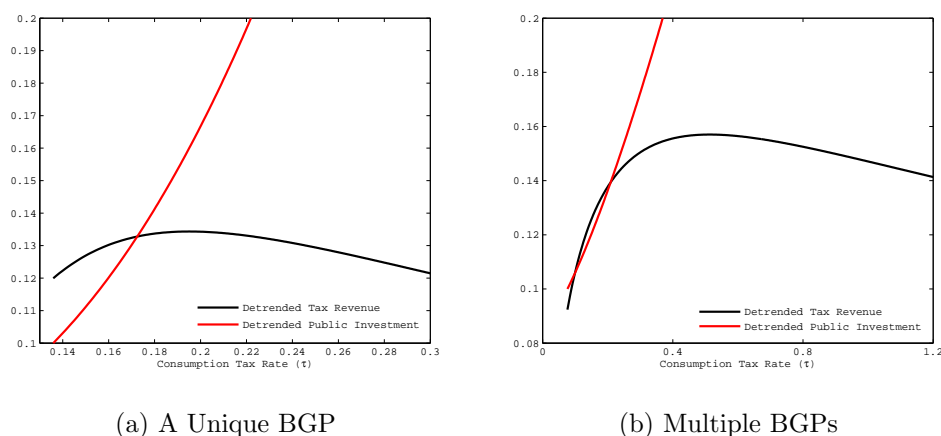 0.2
0.19
0.18
0.17
0.16
0.15
0.14
0.13
0.12
0.11
0.1
0.14 0.16 0.18 0.2 0.22 0.24 0.26 0.28 0.3
Consumption Tax Rate (τ)
Detrended Tax Revenue
Detrended Public Investment
(a) A Unique BGP
0.2
0.18
0.16
0.14
0.12
0.1
0.08
0 0.4 0.8 1.2
Consumption Tax Rate (τ)
Detrended Tax Revenue
Detrended Public Investment
(b) Multiple BGPs